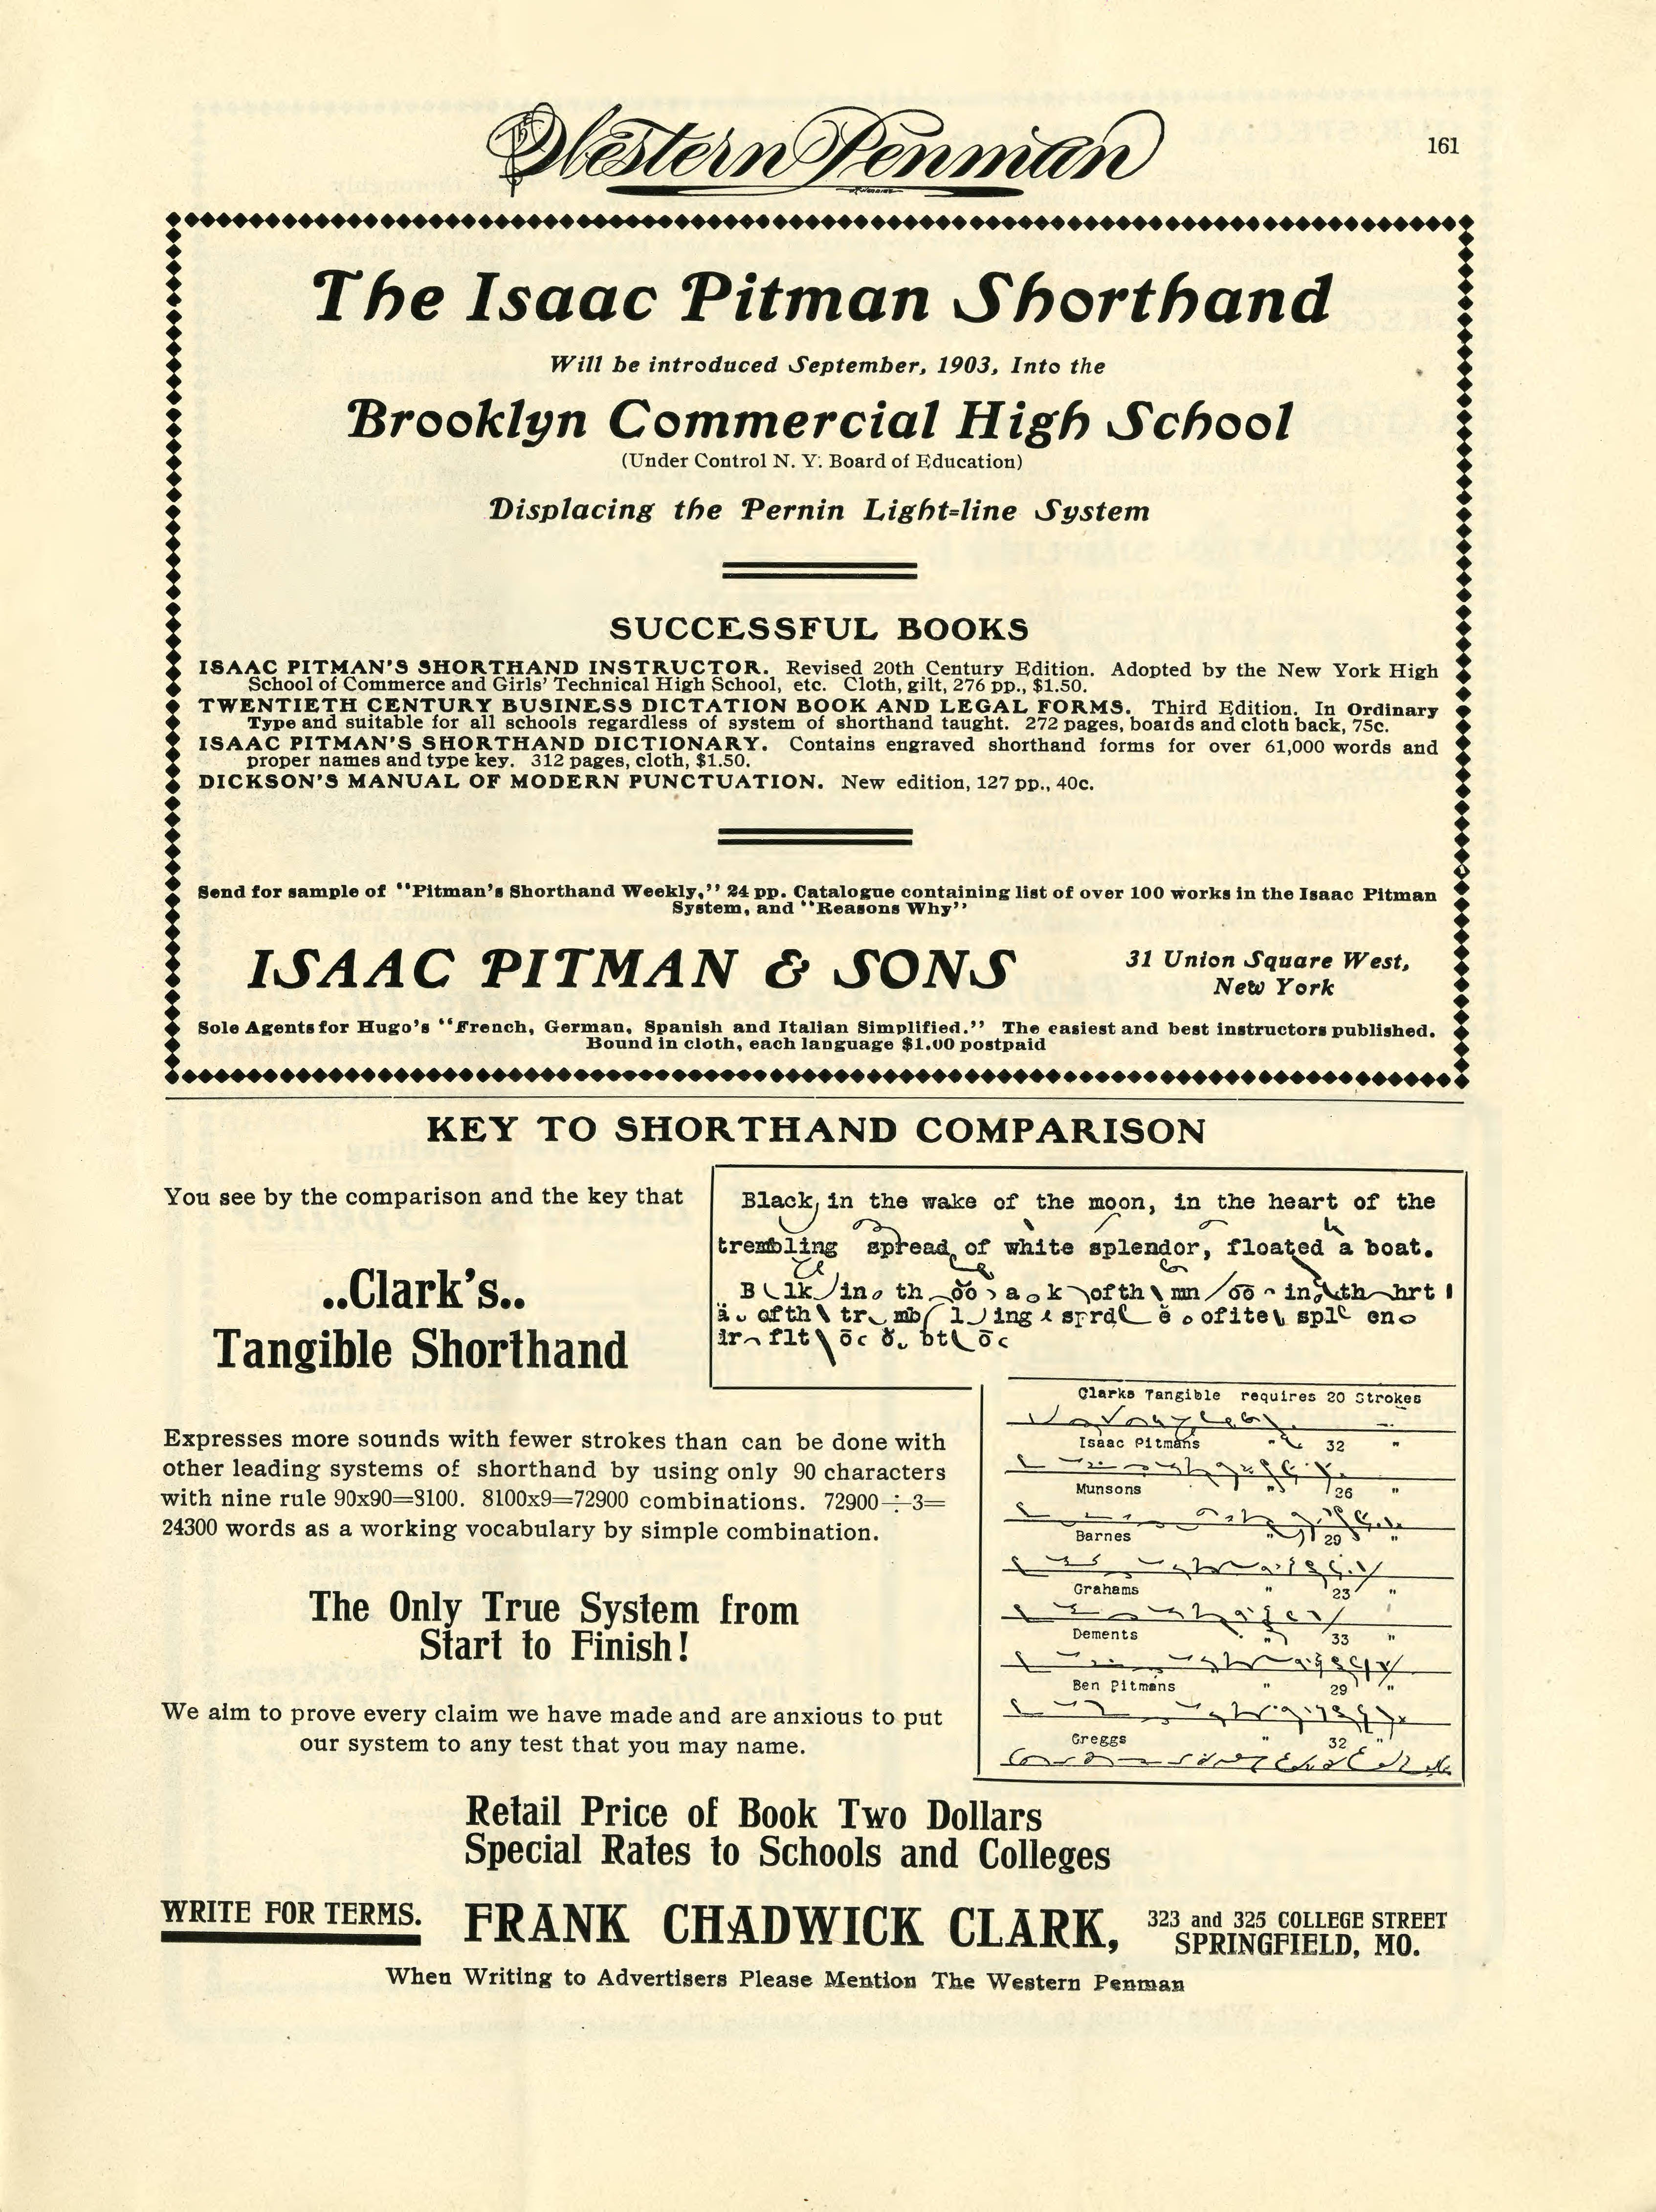 Western Penman
161
The Isaac Pitman Shorthand
Will be introduced September, 1903, Into the
Brooklyn Commercial High School
(Under Control N. Y. Board of Education)
Displacing the Pernin Light=line System
SUCCESSFUL BOOKS
ISAAC PITMAN'S SHORTHAND INSTRUCTOR. Revised 20th Century Edition. Adopted by the New York High
School of Commerce and Girls' Technical High School, etc. Cloth, gilt, 276 pp., $1.50.
TWENTIETH CENTURY BUSINESS DICTATION BOOK AND LEGAL FORMS. Third Edition. In Ordinary
Type and suitable for all schools regardless of system of shorthand taught. 272 pages, boards and cloth back, 75c.
ISAAC PITMAN'S SHORTHAND DICTIONARY. Contains engraved shorthand forms for over 61,000 words and
proper names and type key. 312 pages, cloth, $1.50.
DICKSON'S MANUAL OF MODERN PUNCTUATION. New edition, 127 pp., 40c.
Send for sample of "Pitman's Shorthand Weekly," 24 pp. Catalogue containing list of over 100 works in the Isaac Pitman
System, and "Reasons Why"
ISAAC PITMAN & SONS
31 Union Square West,
New York
Sole Agents for Hugo's "French, German, Spanish and Italian Simplified." The easiest and best instructors published.
Bound in cloth, each language $1.00 postpaid
KEY TO SHORTHAND COMPARISON
You see by the comparison and the key that
..Clark's..
Tangible Shorthand
Black, in the wake of the moon, in the heart of the
trembling spread of white splendor, floated a boat.
Expresses more sounds with fewer strokes than can be done with
other leading systems of shorthand by using only 90 characters
with nine rule 90x90=8100. 8100x9=72900 combinations. 72900÷3=
24300 words as a working vocabulary by simple combination.
The Only True System from
Start to Finish!
We aim to prove every claim we have made and are anxious to put
our system to any test that you may name.
Clarks Tangible requires 20 Strokes
Isaac Pitmans " 32 "
Munsons " 26 "
Barnes " 29 "
Grahams " 23 "
Dements " 33 "
Ben Pitmans " 29 "
Greggs " 32 "
Retail Price of Book Two Dollars
Special Rates to Schools and Colleges
WRITE FOR TERMS.
FRANK CHADWICK CLARK,
323 and 325 COLLEGE STREET
SPRINGFIELD, MO.
When Writing to Advertisers Please Mention The Western Penman